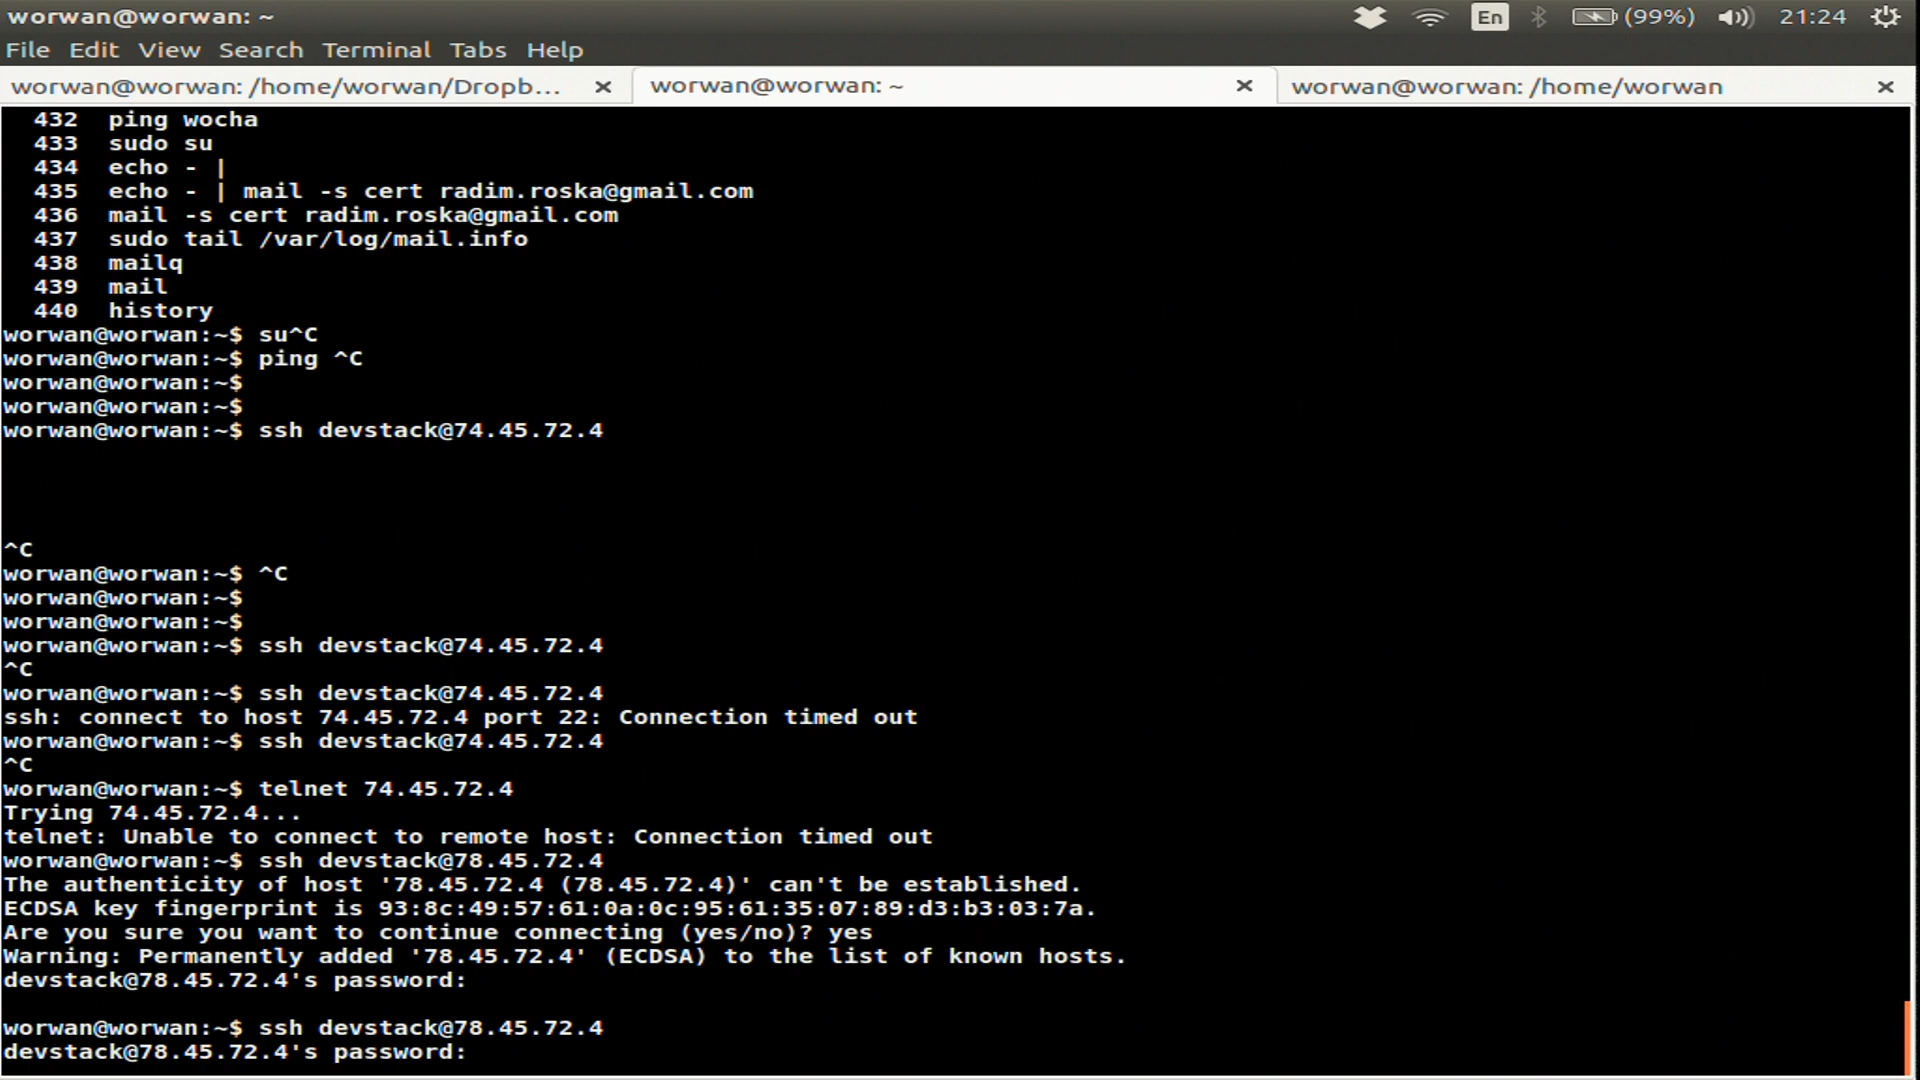 worwan@worwan: ~
En (99%) 21:24
File Edit View Search Terminal Tabs Help
worwan@worwan: /home/worwan/Dropb... × worwan@worwan: ~ × worwan@worwan: /home/worwan ×
432 ping wocha
433 sudo su
434 echo - |
435 echo - | mail -s cert radim.roska@gmail.com
436 mail -s cert radim.roska@gmail.com
437 sudo tail /var/log/mail.info
438 mailq
439 mail
440 history
worwan@worwan:~$ su^C
worwan@worwan:~$ ping ^C
worwan@worwan:~$
worwan@worwan:~$
worwan@worwan:~$ ssh devstack@74.45.72.4
^C
worwan@worwan:~$ ^C
worwan@worwan:~$
worwan@worwan:~$
worwan@worwan:~$ ssh devstack@74.45.72.4
^C
worwan@worwan:~$ ssh devstack@74.45.72.4
ssh: connect to host 74.45.72.4 port 22: Connection timed out
worwan@worwan:~$ ssh devstack@74.45.72.4
^C
worwan@worwan:~$ telnet 74.45.72.4
Trying 74.45.72.4...
telnet: Unable to connect to remote host: Connection timed out
worwan@worwan:~$ ssh devstack@78.45.72.4
The authenticity of host '78.45.72.4 (78.45.72.4)' can't be established.
ECDSA key fingerprint is 93:8c:49:57:61:0a:0c:95:61:35:07:89:d3:b3:03:7a.
Are you sure you want to continue connecting (yes/no)? yes
Warning: Permanently added '78.45.72.4' (ECDSA) to the list of known hosts.
devstack@78.45.72.4's password:
worwan@worwan:~$ ssh devstack@78.45.72.4
devstack@78.45.72.4's password: